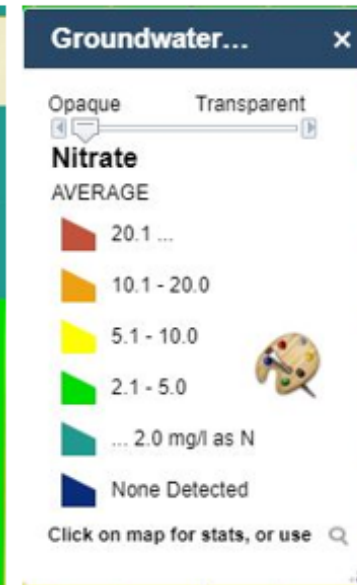 Groundwater... ×
Opaque Transparent
Nitrate
AVERAGE
20.1 ...
10.1 - 20.0
5.1 - 10.0
2.1 - 5.0
... 2.0 mg/l as N
None Detected
Click on map for stats, or use